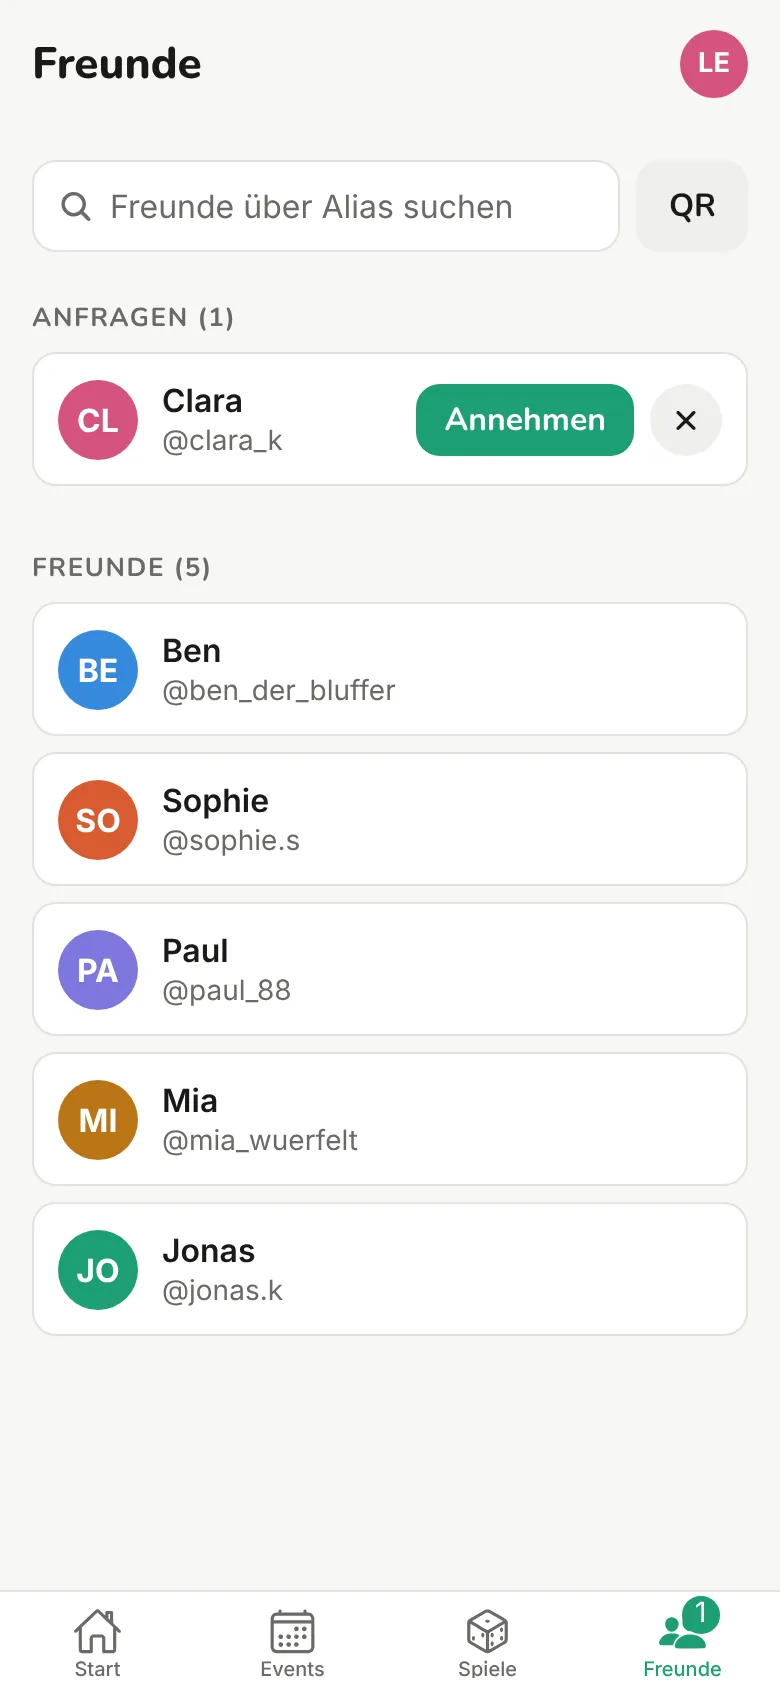 Freunde
LE
Freunde über Alias suchen
QR
ANFRAGEN (1)
CL
Clara
@clara_k
Annehmen
FREUNDE (5)
BE
Ben
@ben_der_bluffer
SO
Sophie
@sophie.s
PA
Paul
@paul_88
MI
Mia
@mia_wuerfelt
JO
Jonas
@jonas.k
1
Start
Events
Spiele
Freunde